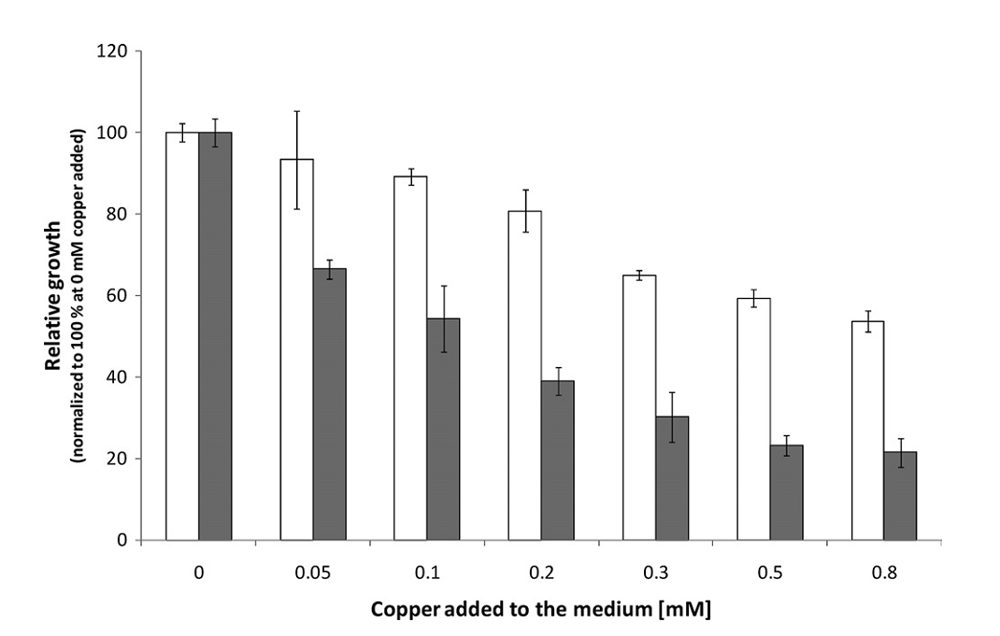 120
100
80
60
40
20
0
Relative growth
(normalized to 100 % at 0 mM copper added)
0 0.05 0.1 0.2 0.3 0.5 0.8
Copper added to the medium [mM]